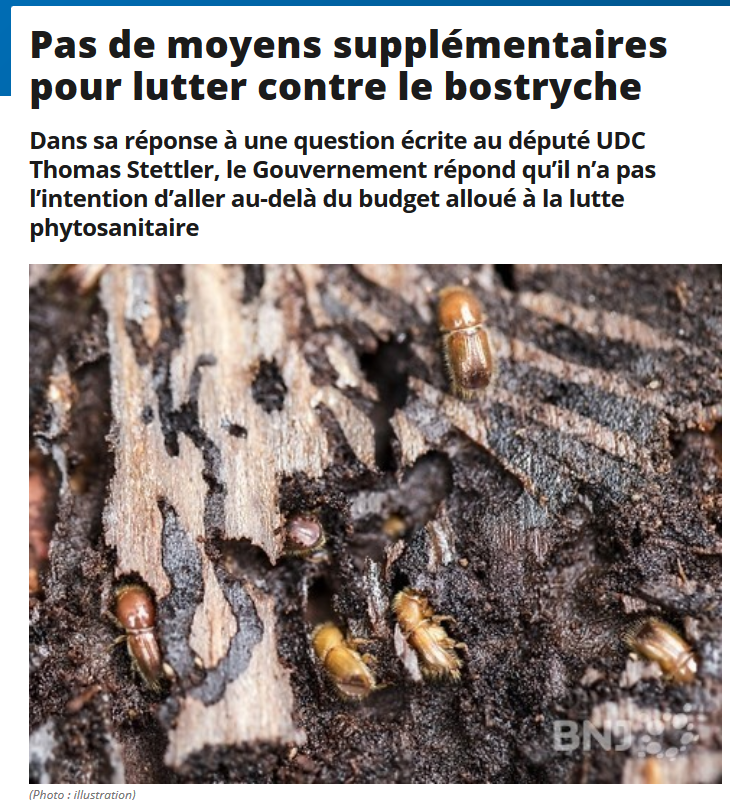 Pas de moyens supplémentaires
pour lutter contre le bostryche
Dans sa réponse à une question écrite au député UDC
Thomas Stettler, le Gouvernement répond qu’il n’a pas
l’intention d’aller au-delà du budget alloué à la lutte
phytosanitaire
BNJ
(Photo : illustration)